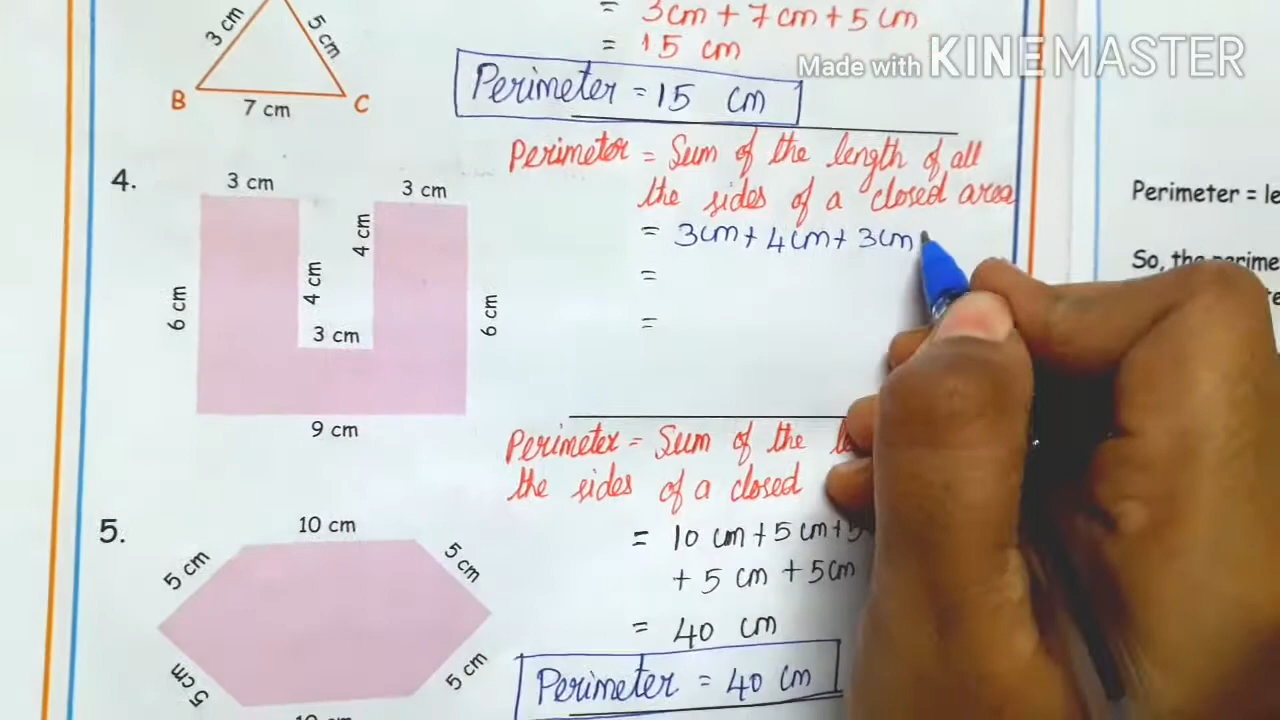 3 cm
5 cm
B
7 cm
C
= 3cm + 7cm + 5cm
= 15 cm
Perimeter = 15 cm
Made with KINEMASTER
4.
3 cm
3 cm
4 cm
4 cm
3 cm
6 cm
6 cm
9 cm
Perimeter = Sum of the length of all
the sides of a closed area
= 3cm + 4cm + 3cm
=
=
Perimeter = le
So, the perime
Perimeter = Sum of the le
the sides of a closed
= 10 cm + 5 cm + 5
+ 5 cm + 5cm
= 40 cm
Perimeter = 40 cm
5.
10 cm
5 cm
5 cm
5 cm
5 cm
10 cm